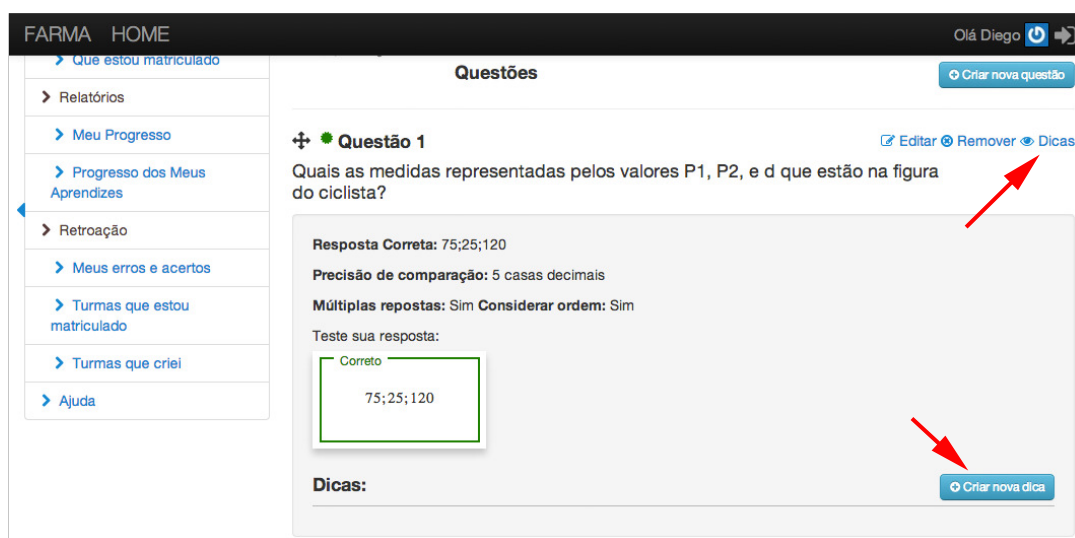 FARMA HOME
Olá Diego
Que estou matriculado
Relatórios
Meu Progresso
Progresso dos Meus
Aprendizes
Retroação
Meus erros e acertos
Turmas que estou
matriculado
Turmas que criei
Ajuda
Questões
Criar nova questão
Questão 1
Editar Remover Dicas
Quais as medidas representadas pelos valores P1, P2, e d que estão na figura
do ciclista?
Resposta Correta: 75;25;120
Precisão de comparação: 5 casas decimais
Múltiplas repostas: Sim Considerar ordem: Sim
Teste sua resposta:
Correto
75;25;120
Dicas:
Criar nova dica